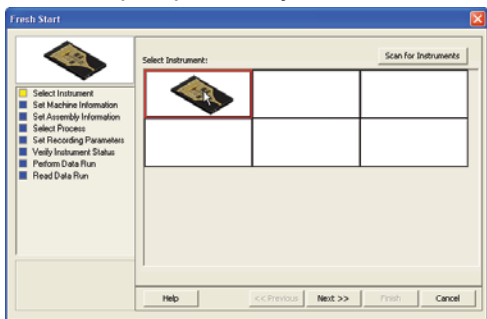 Fresh Start
Select Instrument:
Scan for Instruments
Select Instrument
Set Machine Information
Set Assembly Information
Select Process
Set Recording Parameters
Verify Instrument Status
Perform Data Run
Read Data Run
Help
<< Previous
Next >>
Finish
Cancel